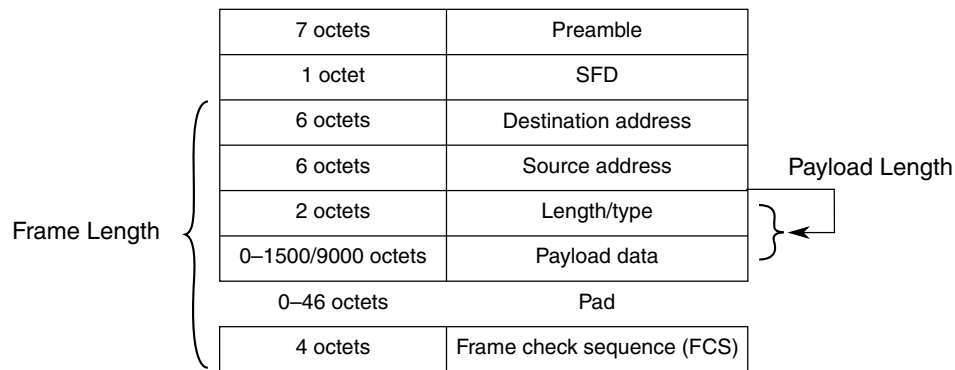 7 octets Preamble
1 octet SFD
6 octets Destination address
6 octets Source address
Payload Length
2 octets Length/type
Frame Length
0–1500/9000 octets Payload data
0–46 octets Pad
4 octets Frame check sequence (FCS)